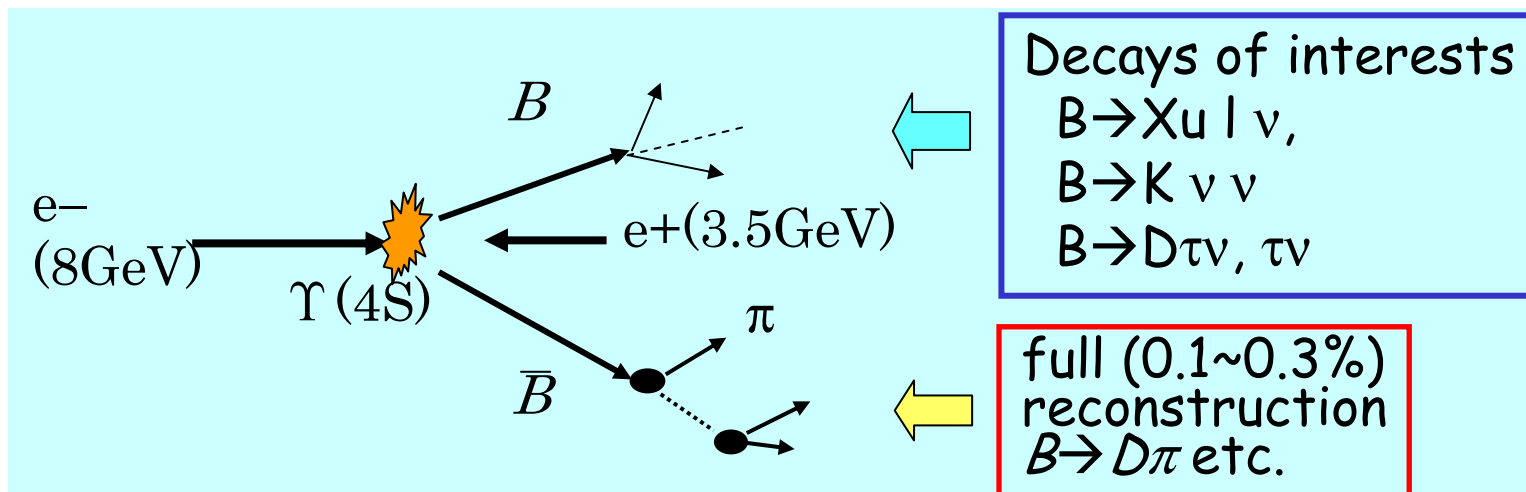 B
e−
(8GeV)
ϒ(4S)
e+(3.5GeV)
π
B̅
Decays of interests
B→Xu l ν,
B→K ν ν
B→Dτν, τν
full (0.1~0.3%)
reconstruction
B→Dπ etc.